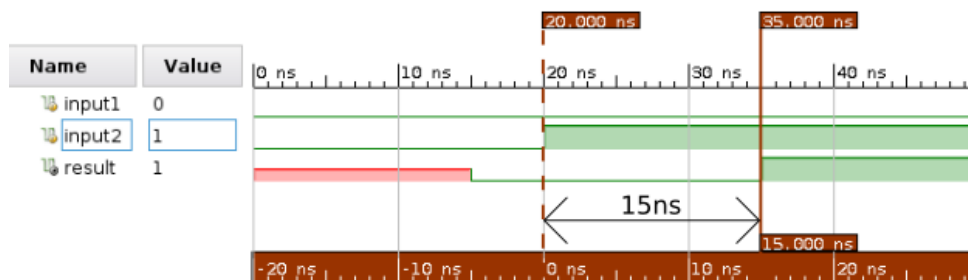 20.000 ns 35.000 ns
Name Value 0 ns 10 ns 20 ns 30 ns 40 ns
input1 0
input2 1
result 1
15ns
15.000 ns
-20 ns -10 ns 0 ns 10 ns 20 ns